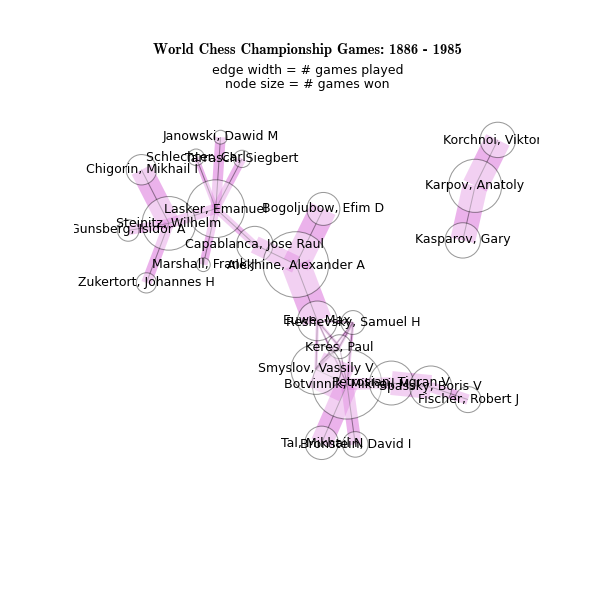 World Chess Championship Games: 1886 - 1985
edge width = # games played
node size = # games won
Janowski, Dawid M
Korchnoi, Viktor
Schlechter, Carl
Tarrasch, Siegbert
Chigorin, Mikhail I
Karpov, Anatoly
Lasker, Emanuel
Bogoljubow, Efim D
Steinitz, Wilhelm
Gunsberg, Isidor A
Kasparov, Gary
Capablanca, Jose Raul
Marshall, Frank J
Alekhine, Alexander A
Zukertort, Johannes H
Euwe, Max
Reshevsky, Samuel H
Keres, Paul
Smyslov, Vassily V
Botvinnik, Mikhail M
Petrosian, Tigran V
Spassky, Boris V
Fischer, Robert J
Tal, Mikhail N
Bronstein, David I